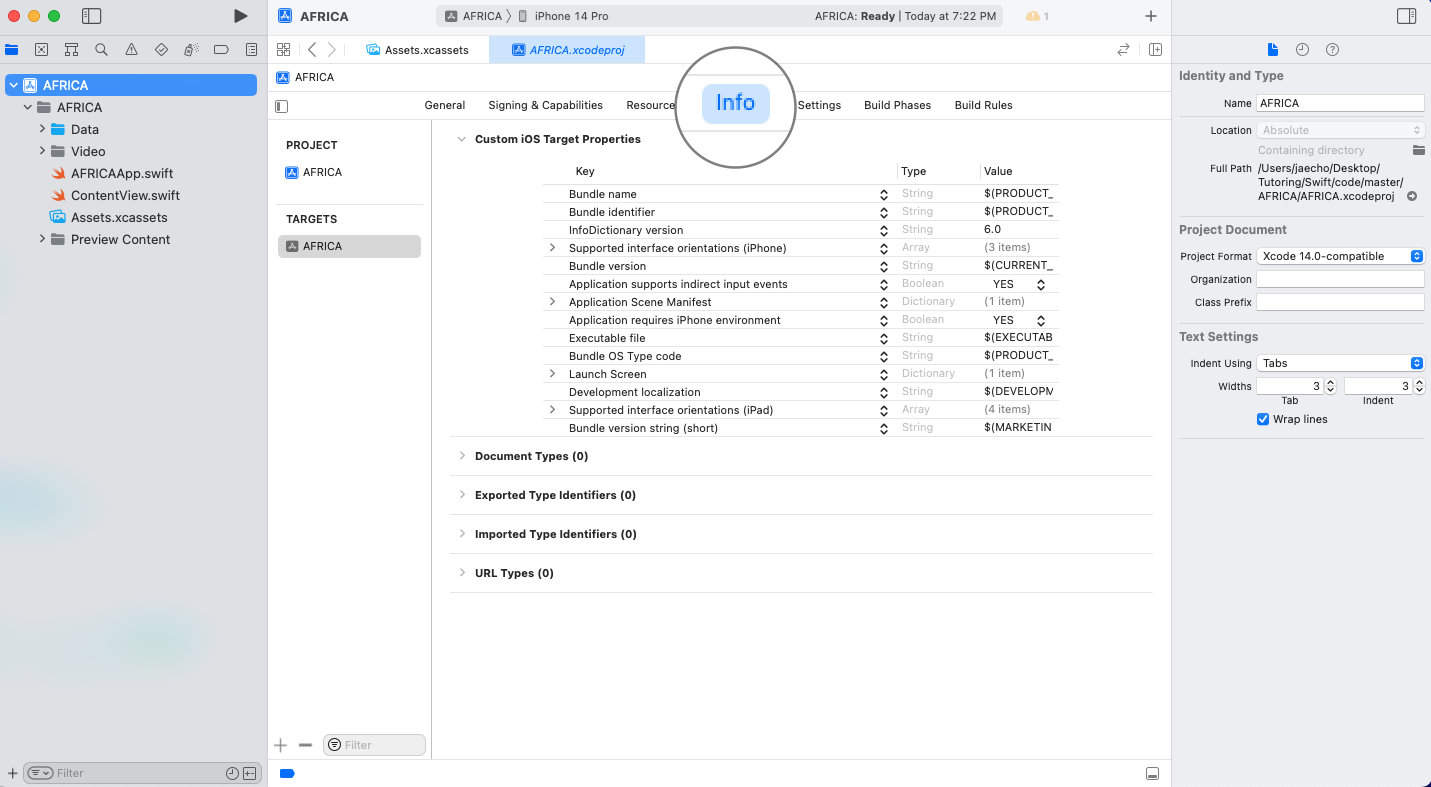 AFRICA
AFRICA
iPhone 14 Pro
AFRICA: Ready | Today at 7:22 PM
1
Assets.xcassets
AFRICA.xcodeproj
AFRICA
AFRICA
Data
Video
AFRICAApp.swift
ContentView.swift
Assets.xcassets
Preview Content
Filter
AFRICA
General
Signing & Capabilities
Resource
Info
Settings
Build Phases
Build Rules
PROJECT
AFRICA
TARGETS
AFRICA
Filter
Custom iOS Target Properties
Key Type Value
Bundle name String $(PRODUCT_
Bundle identifier String $(PRODUCT_
InfoDictionary version String 6.0
Supported interface orientations (iPhone) Array (3 items)
Bundle version String $(CURRENT_
Application supports indirect input events Boolean YES
Application Scene Manifest Dictionary (1 item)
Application requires iPhone environment Boolean YES
Executable file String $(EXECUTAB
Bundle OS Type code String $(PRODUCT_
Launch Screen Dictionary (1 item)
Development localization String $(DEVELOPM
Supported interface orientations (iPad) Array (4 items)
Bundle version string (short) String $(MARKETIN
Document Types (0)
Exported Type Identifiers (0)
Imported Type Identifiers (0)
URL Types (0)
Identity and Type
Name AFRICA
Location Absolute
Containing directory
Full Path /Users/jaecho/Desktop/
Tutoring/Swift/code/master/
AFRICA/AFRICA.xcodeproj
Project Document
Project Format Xcode 14.0-compatible
Organization
Class Prefix
Text Settings
Indent Using Tabs
Widths 3 3
Tab Indent
Wrap lines